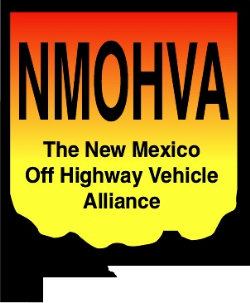 NMOHVA
The New Mexico
Off Highway Vehicle
Alliance